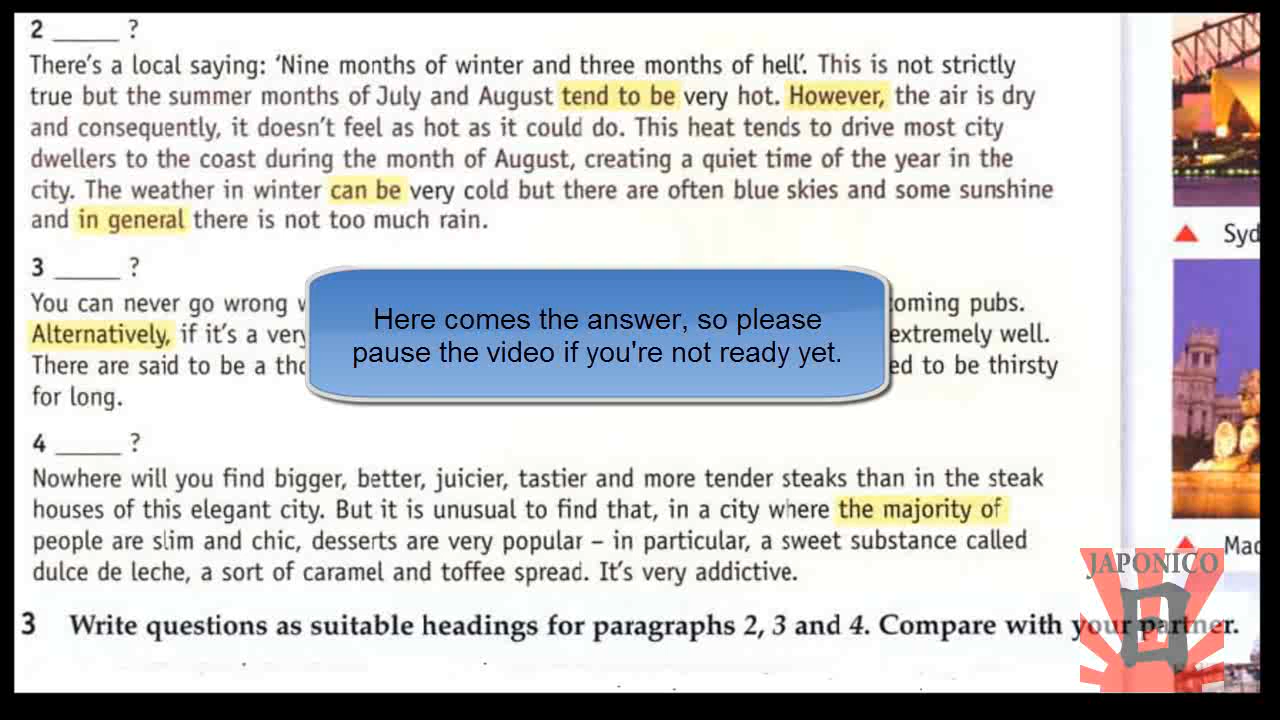 2 _____ ?
There's a local saying: 'Nine months of winter and three months of hell'. This is not strictly
true but the summer months of July and August tend to be very hot. However, the air is dry
and consequently, it doesn't feel as hot as it could do. This heat tends to drive most city
dwellers to the coast during the month of August, creating a quiet time of the year in the
city. The weather in winter can be very cold but there are often blue skies and some sunshine
and in general there is not too much rain.
3 _____ ?
You can never go wrong
oming pubs.
Alternatively, if it's a very
extremely well.
There are said to be a
to be thirsty
for long.
Here comes the answer, so please
pause the video if you're not ready yet.
4 _____ ?
Nowhere will you find bigger, better, juicier, tastier and more tender steaks than in the steak
houses of this elegant city. But it is unusual to find that, in a city where the majority of
people are slim and chic, desserts are very popular – in particular, a sweet substance called
dulce de leche, a sort of caramel and toffee spread. It's very addictive.
3 Write questions as suitable headings for paragraphs 2, 3 and 4. Compare with your partner.
Syd
Mad
JAPONICO
日